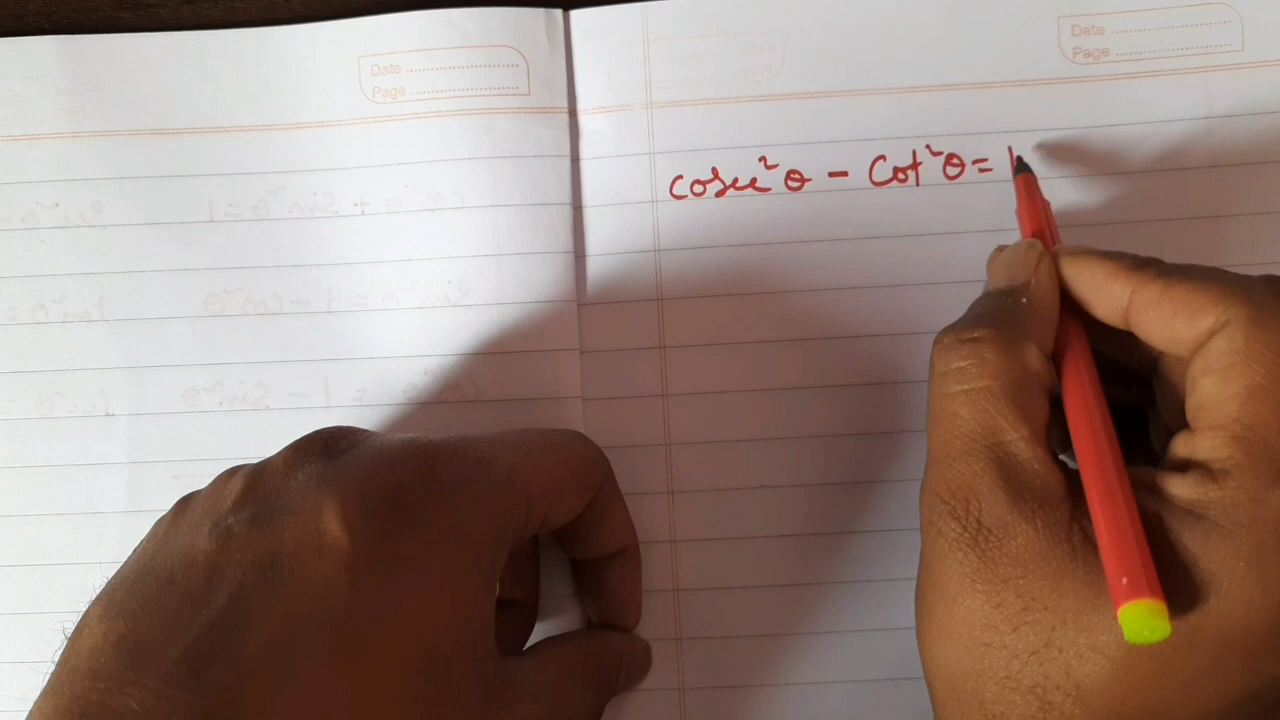 Date
Page
Date
Page
cosec²θ - Cot²θ = 1